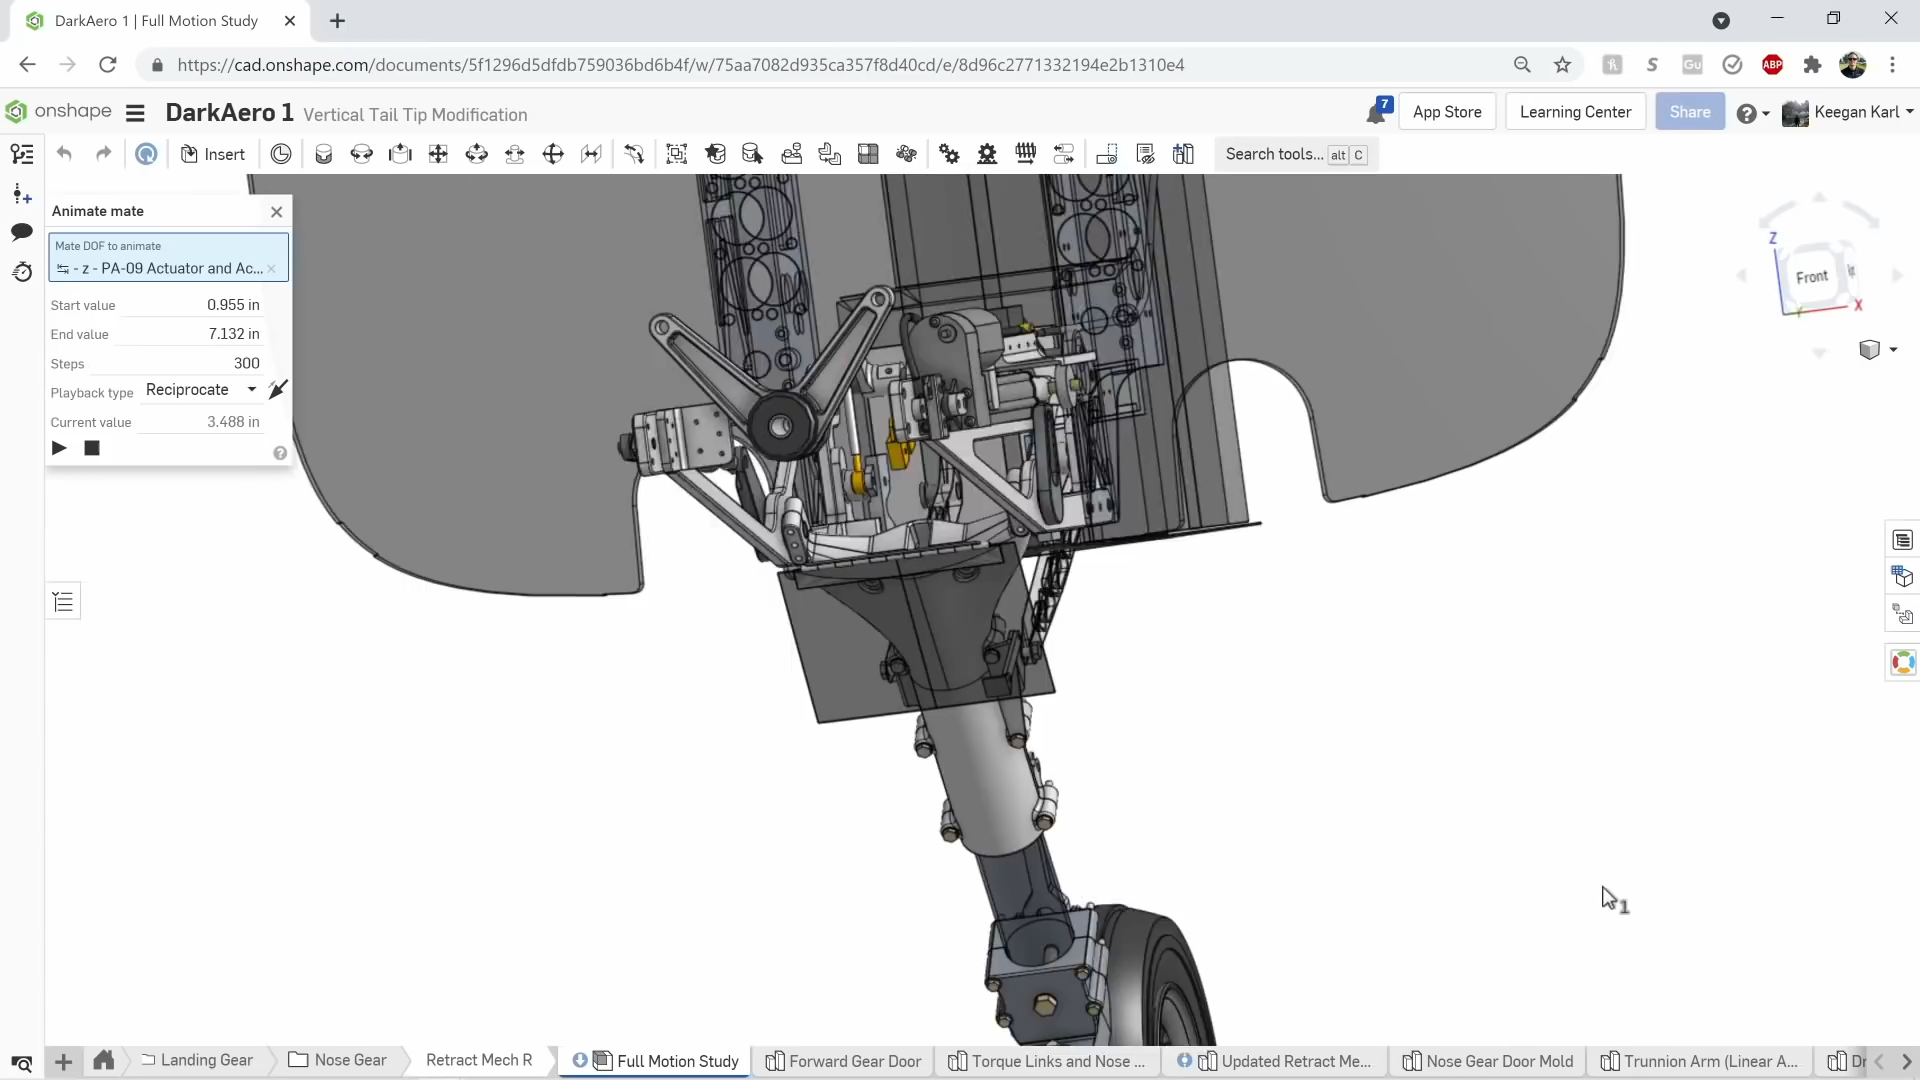 DarkAero 1 | Full Motion Study
https://cad.onshape.com/documents/5f1296d5dfdb759036bd6b4f/w/75aa7082d935ca357f8d40cd/e/8d96c2771332194e2b1310e4
Gu
ABP
onshape
DarkAero 1 Vertical Tail Tip Modification
7
App Store
Learning Center
Share
Keegan Karl
Insert
Search tools... alt C
Animate mate
Mate DOF to animate
- z - PA-09 Actuator and Ac...
Start value 0.955 in
End value 7.132 in
Steps 300
Playback type Reciprocate
Current value 3.488 in
Z
Front
X
1
Landing Gear
Nose Gear
Retract Mech R
Full Motion Study
Forward Gear Door
Torque Links and Nose ...
Updated Retract Me...
Nose Gear Door Mold
Trunnion Arm (Linear A...